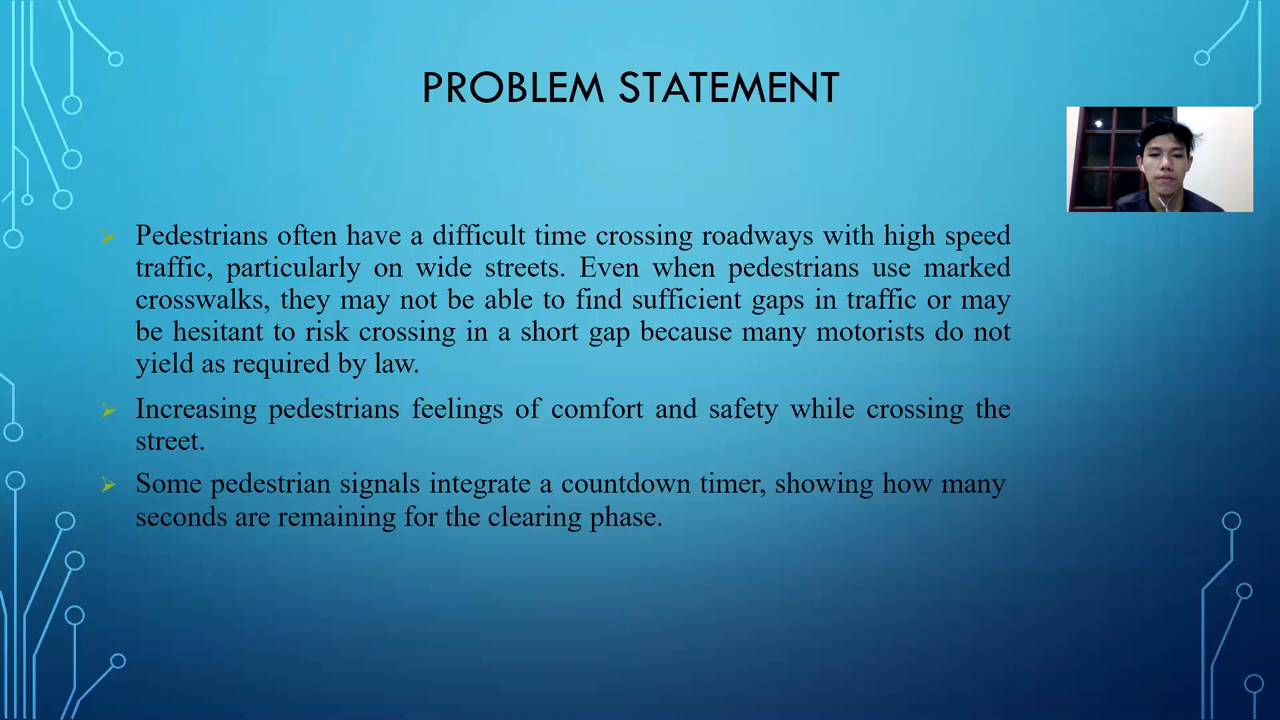 PROBLEM STATEMENT
Pedestrians often have a difficult time crossing roadways with high speed
traffic, particularly on wide streets. Even when pedestrians use marked
crosswalks, they may not be able to find sufficient gaps in traffic or may
be hesitant to risk crossing in a short gap because many motorists do not
yield as required by law.
Increasing pedestrians feelings of comfort and safety while crossing the
street.
Some pedestrian signals integrate a countdown timer, showing how many
seconds are remaining for the clearing phase.